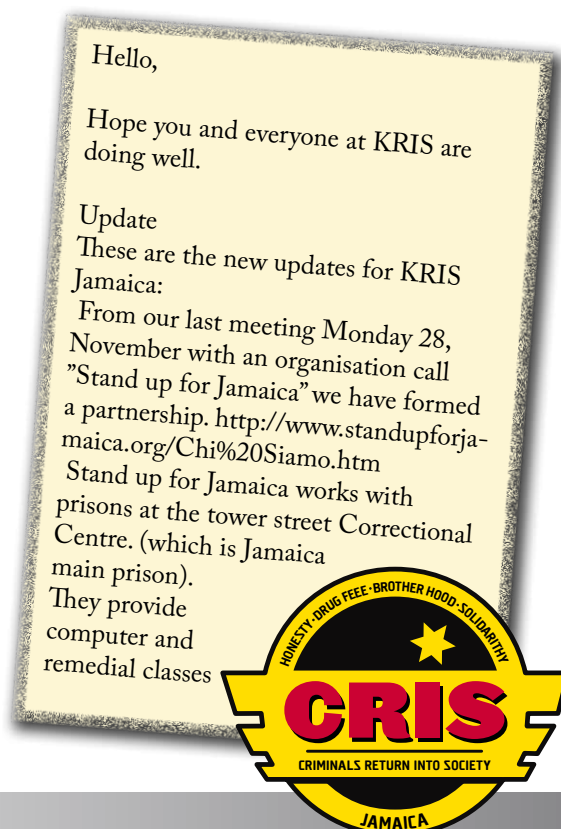 Hello,
Hope you and everyone at KRIS are
doing well.
Update
These are the new updates for KRIS
Jamaica:
From our last meeting Monday 28,
November with an organisation call
”Stand up for Jamaica” we have formed
a partnership. http://www.standupforja-
maica.org/Chi%20Siamo.htm
Stand up for Jamaica works with
prisons at the tower street Correctional
Centre. (which is Jamaica
main prison).
They provide
computer and
remedial classes
HONESTY·DRUG FEEE·BROTHER HOOD·SOLIDARITHY
CRIS
CRIMINALS RETURN INTO SOCIETY
JAMAICA